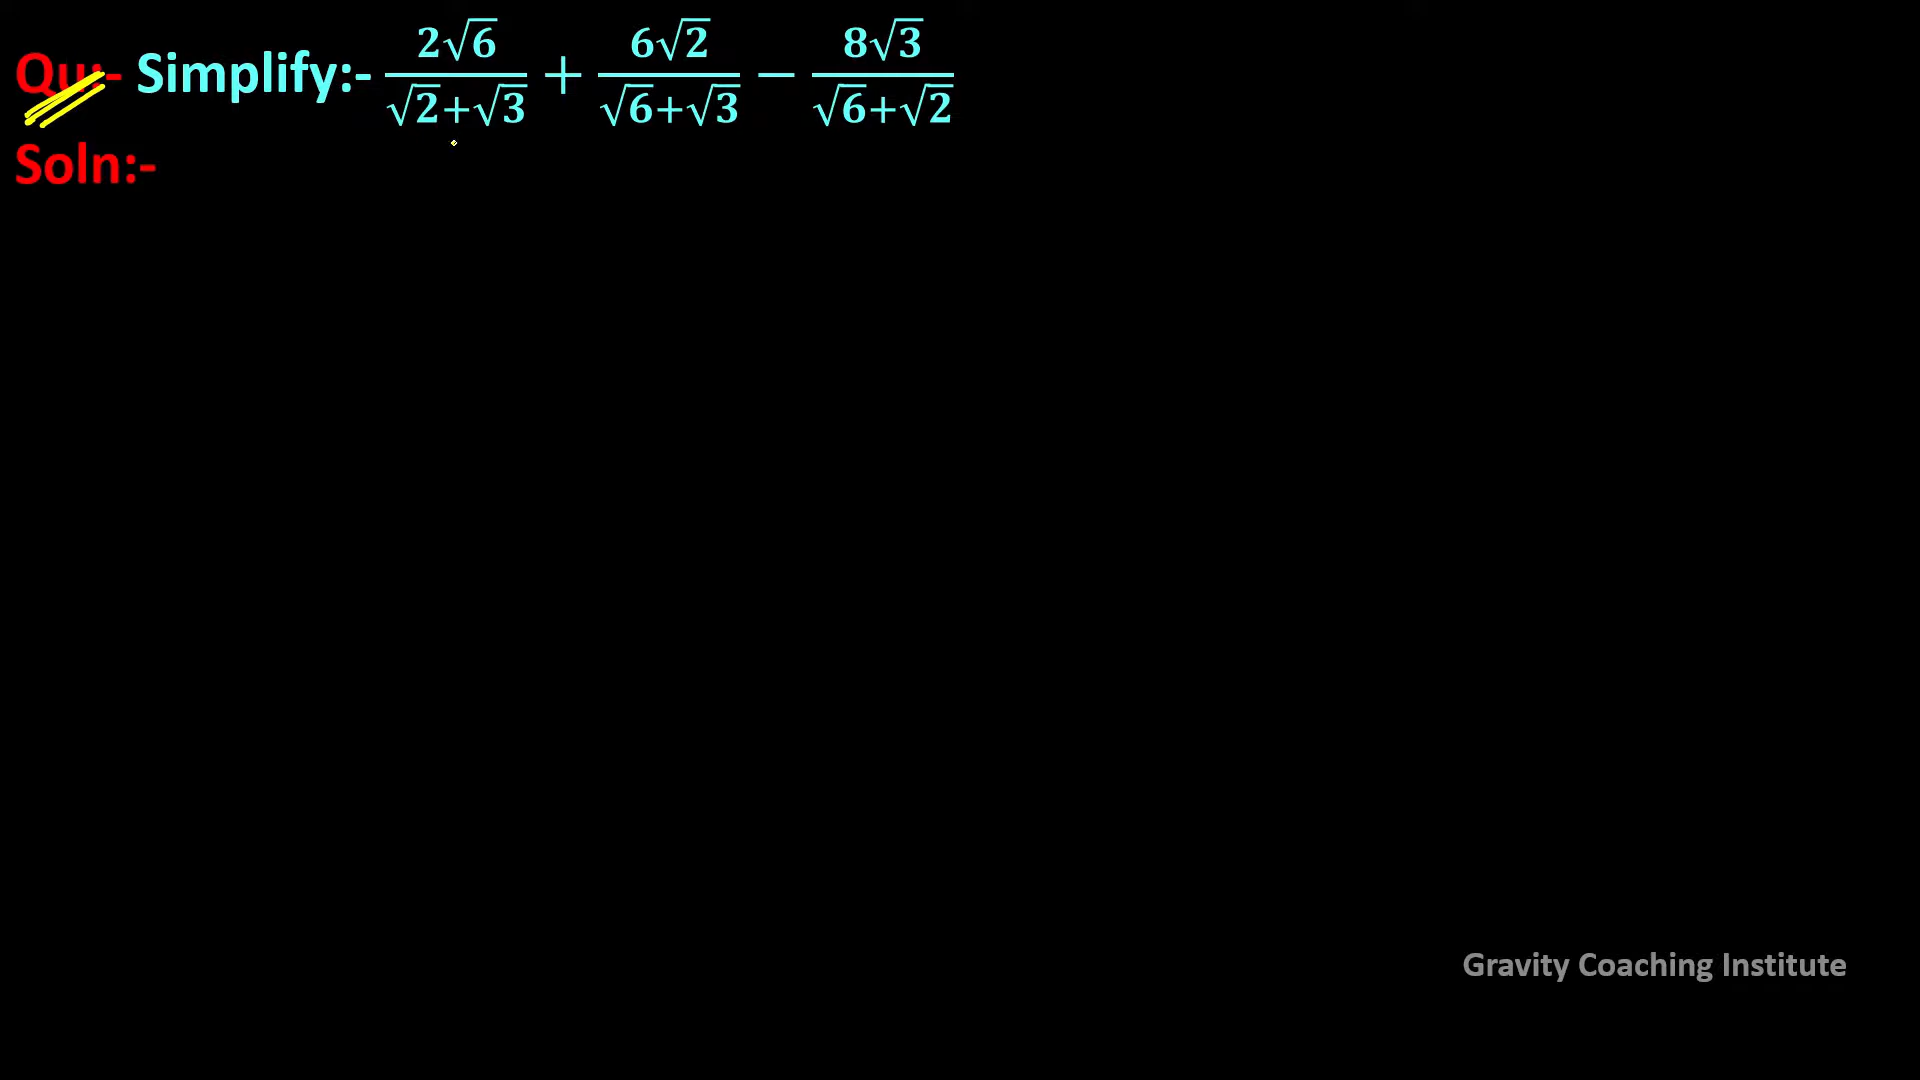 Qu:- Simplify:- 2√6/(√2+√3) + 6√2/(√6+√3) − 8√3/(√6+√2)
Soln:-
Gravity Coaching Institute